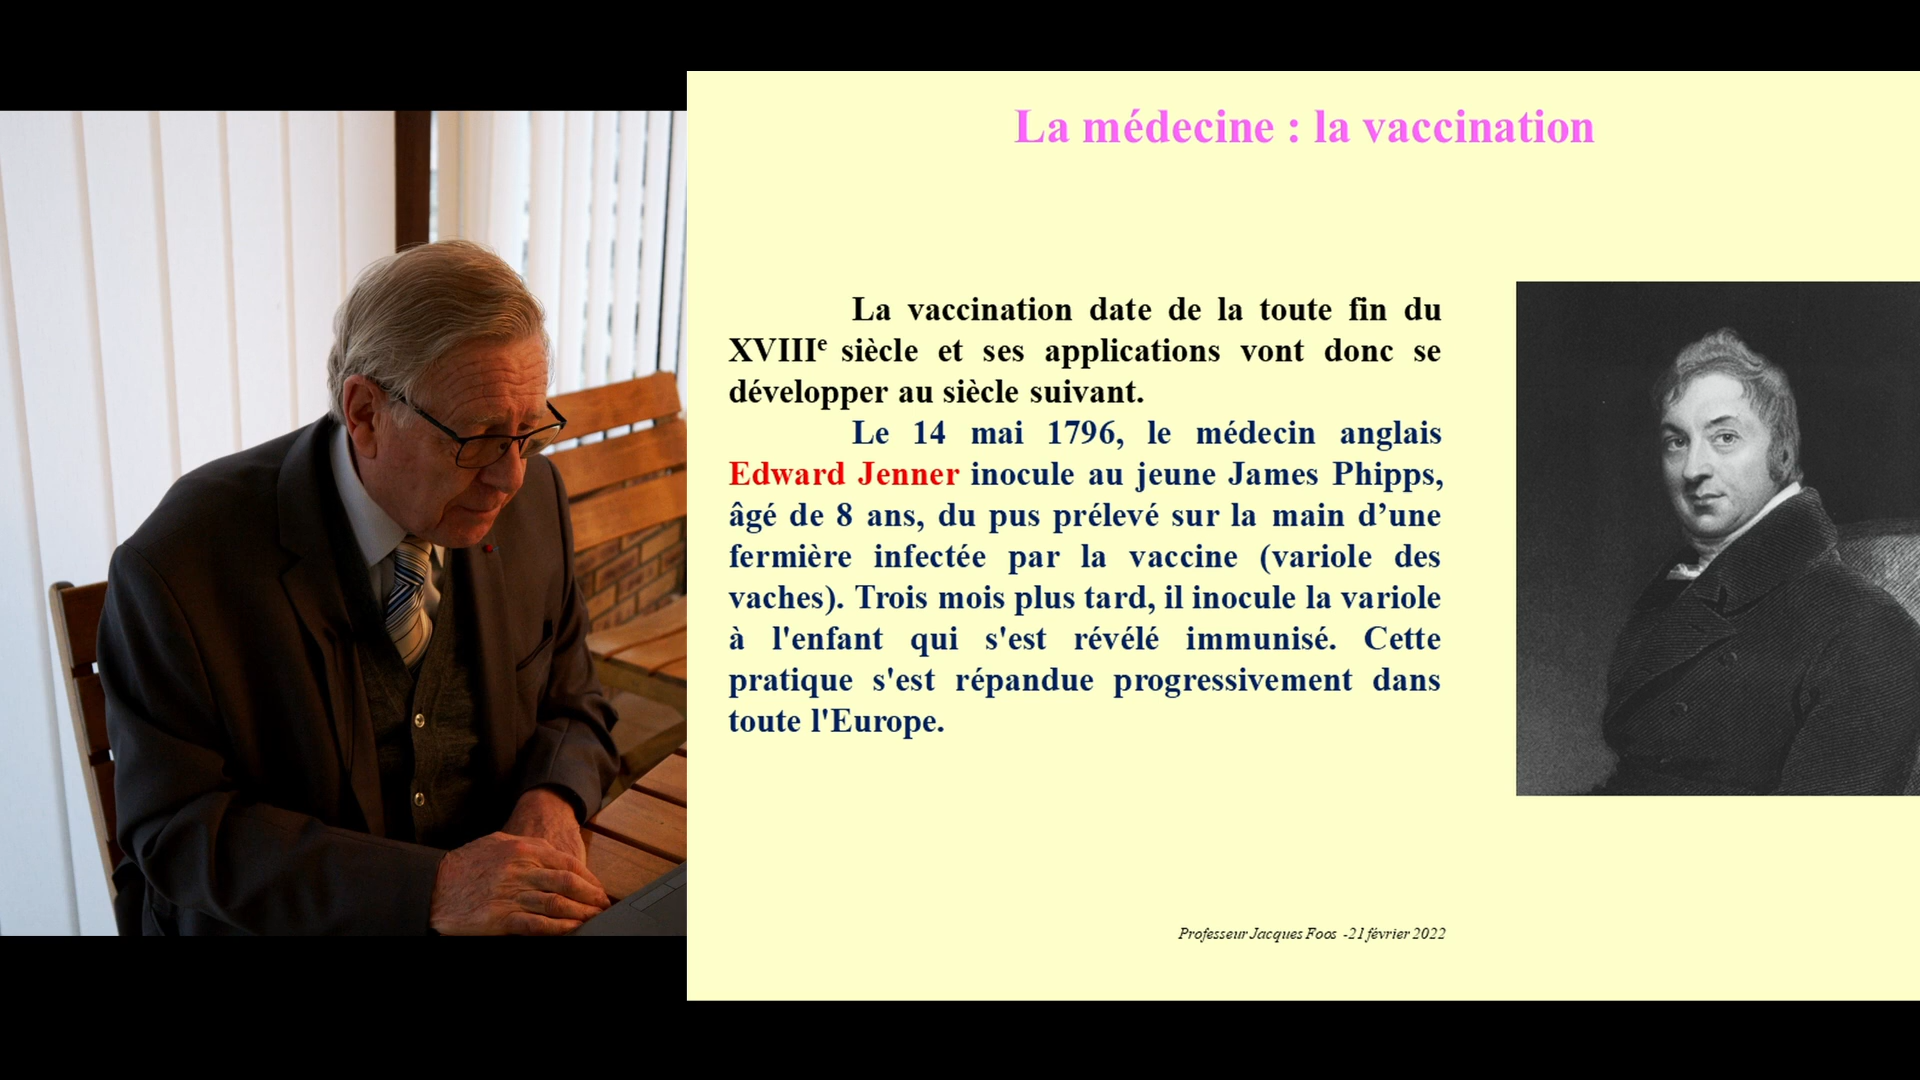 La médecine : la vaccination
La vaccination date de la toute fin du
XVIIIe siècle et ses applications vont donc se
développer au siècle suivant.
Le 14 mai 1796, le médecin anglais
Edward Jenner inocule au jeune James Phipps,
âgé de 8 ans, du pus prélevé sur la main d’une
fermière infectée par la vaccine (variole des
vaches). Trois mois plus tard, il inocule la variole
à l'enfant qui s'est révélé immunisé. Cette
pratique s'est répandue progressivement dans
toute l'Europe.
Professeur Jacques Foos -21 février 2022